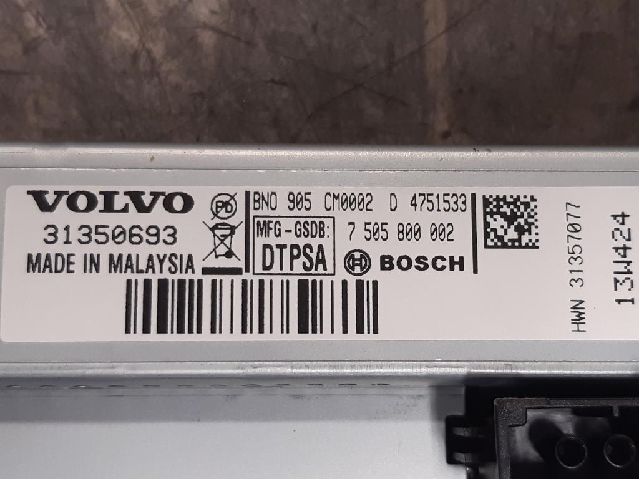 VOLVO
31350693
MADE IN MALAYSIA
BNO 905 CM0002 D 4751533
MFG-GSDB:
DTPSA
7 505 800 002
BOSCH
HWN 31357077
13W424